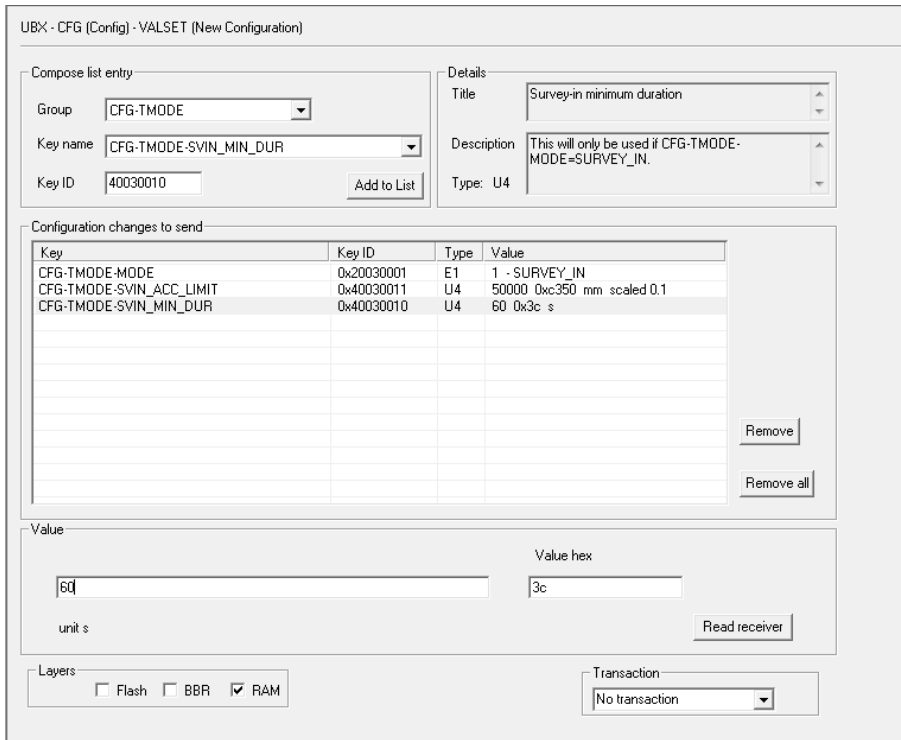 UBX - CFG (Config) - VALSET (New Configuration)
Compose list entry
Group CFG-TMODE
Key name CFG-TMODE-SVIN_MIN_DUR
Key ID 40030010 Add to List
Details
Title Survey-in minimum duration
Description This will only be used if CFG-TMODE-
MODE=SURVEY_IN.
Type: U4
Configuration changes to send
Key Key ID Type Value
CFG-TMODE-MODE 0x20030001 E1 1 - SURVEY_IN
CFG-TMODE-SVIN_ACC_LIMIT 0x40030011 U4 50000 0xc350 mm scaled 0.1
CFG-TMODE-SVIN_MIN_DUR 0x40030010 U4 60 0x3c s
Remove
Remove all
Value
Value hex
60 3c
unit s Read receiver
Layers
Flash BBR RAM
Transaction
No transaction